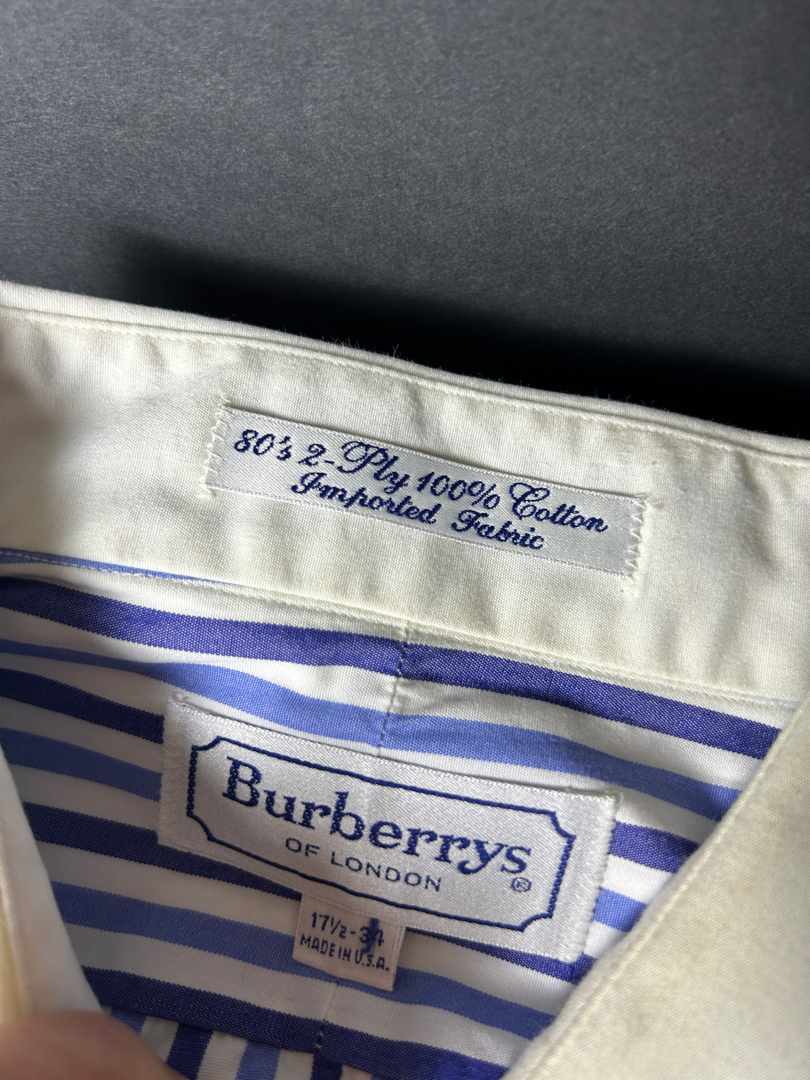 80's 2-Ply 100% Cotton
Imported Fabric
Burberrys
OF LONDON ®
17½-34
MADE IN U.S.A.